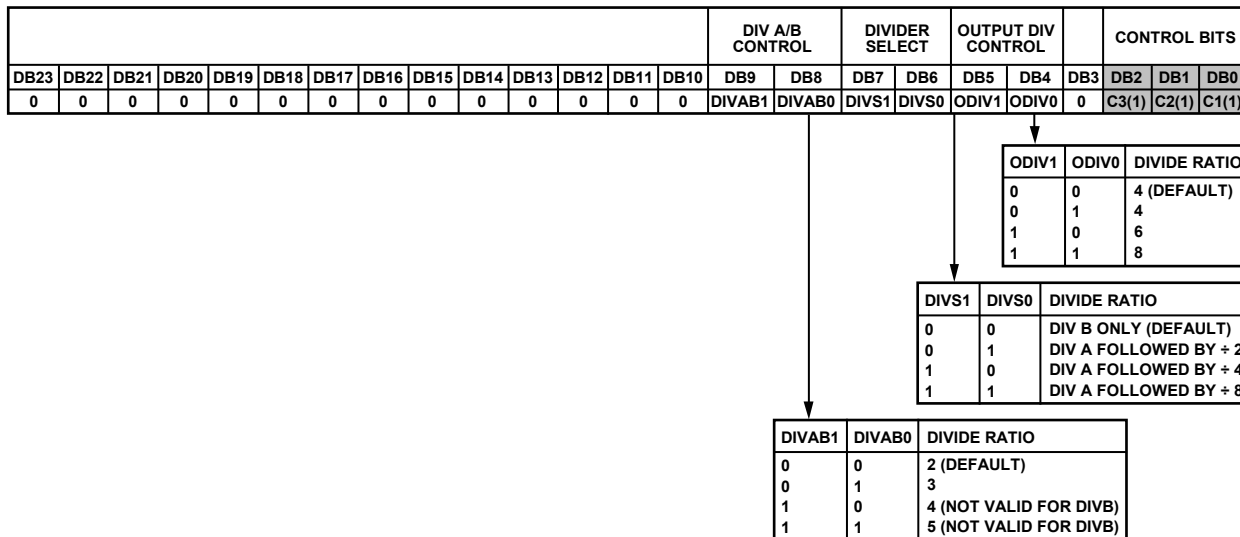 DIV A/B CONTROL DIVIDER SELECT OUTPUT DIV CONTROL CONTROL BITS
DB23 DB22 DB21 DB20 DB19 DB18 DB17 DB16 DB15 DB14 DB13 DB12 DB11 DB10 DB9 DB8 DB7 DB6 DB5 DB4 DB3 DB2 DB1 DB0
0 0 0 0 0 0 0 0 0 0 0 0 0 0 DIVAB1 DIVAB0 DIVS1 DIVS0 ODIV1 ODIV0 0 C3(1) C2(1) C1(1)
ODIV1 ODIV0 DIVIDE RATIO
0 0 4 (DEFAULT)
0 1 4
1 0 6
1 1 8
DIVS1 DIVS0 DIVIDE RATIO
0 0 DIV B ONLY (DEFAULT)
0 1 DIV A FOLLOWED BY ÷ 2
1 0 DIV A FOLLOWED BY ÷ 4
1 1 DIV A FOLLOWED BY ÷ 8
DIVAB1 DIVAB0 DIVIDE RATIO
0 0 2 (DEFAULT)
0 1 3
1 0 4 (NOT VALID FOR DIVB)
1 1 5 (NOT VALID FOR DIVB)